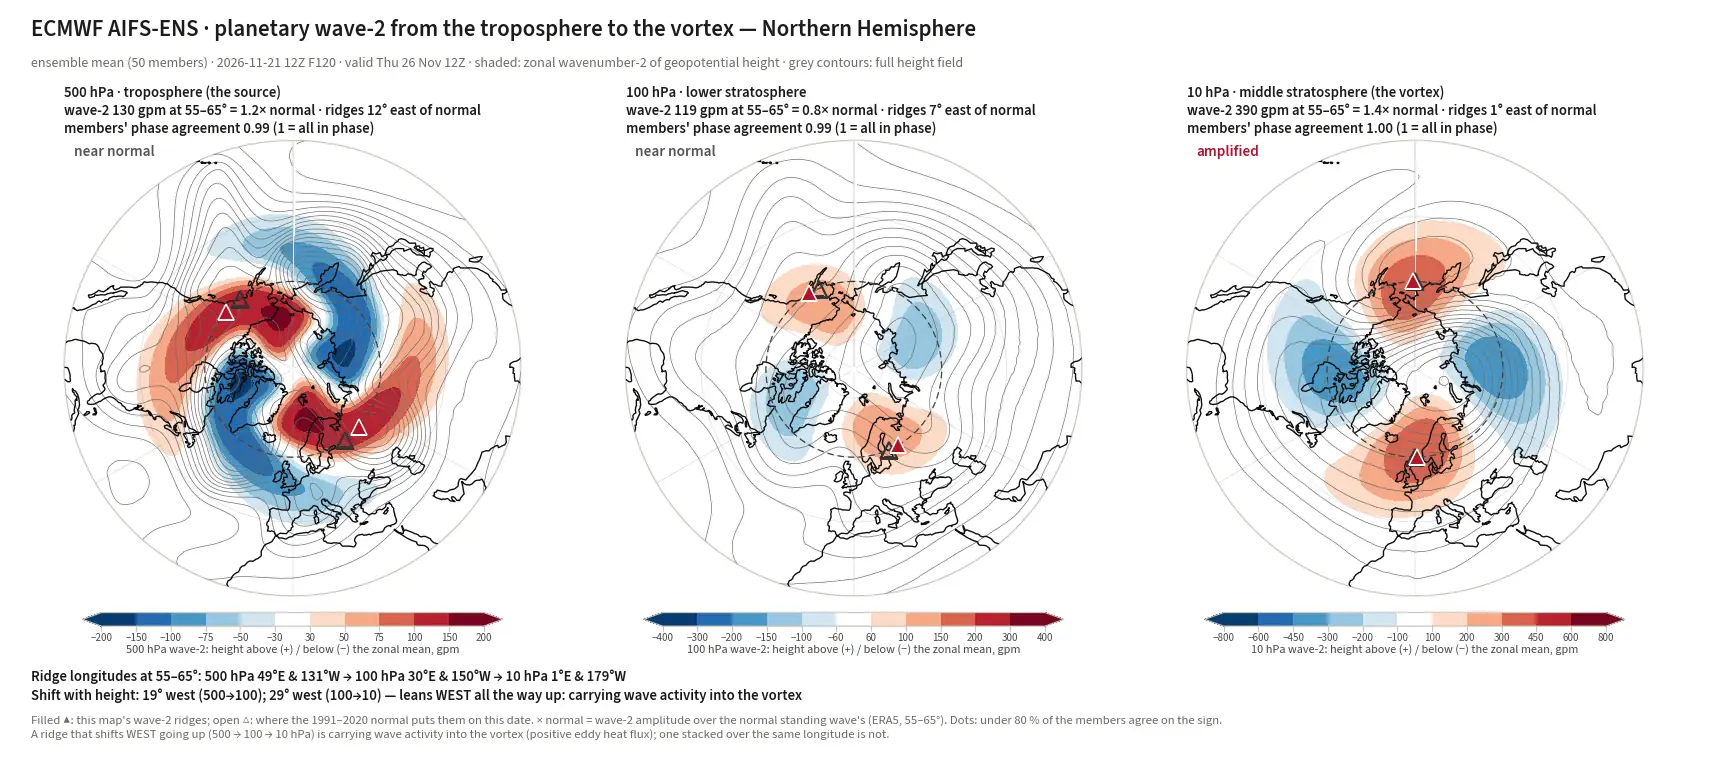 ECMWF AIFS-ENS · planetary wave-2 from the troposphere to the vortex — Northern Hemisphere
ensemble mean (50 members) · 2026-11-21 12Z F120 · valid Thu 26 Nov 12Z · shaded: zonal wavenumber-2 of geopotential height · grey contours: full height field
500 hPa · troposphere (the source)
wave-2 130 gpm at 55–65° = 1.2× normal · ridges 12° east of normal
members' phase agreement 0.99 (1 = all in phase)
near normal
100 hPa · lower stratosphere
wave-2 119 gpm at 55–65° = 0.8× normal · ridges 7° east of normal
members' phase agreement 0.99 (1 = all in phase)
near normal
10 hPa · middle stratosphere (the vortex)
wave-2 390 gpm at 55–65° = 1.4× normal · ridges 1° east of normal
members' phase agreement 1.00 (1 = all in phase)
amplified
−200 −150 −100 −75 −50 −30 30 50 75 100 150 200
500 hPa wave-2: height above (+) / below (−) the zonal mean, gpm
−400 −300 −200 −150 −100 −60 60 100 150 200 300 400
100 hPa wave-2: height above (+) / below (−) the zonal mean, gpm
−800 −600 −450 −300 −200 −100 100 200 300 450 600 800
10 hPa wave-2: height above (+) / below (−) the zonal mean, gpm
Ridge longitudes at 55–65°: 500 hPa 49°E & 131°W → 100 hPa 30°E & 150°W → 10 hPa 1°E & 179°W
Shift with height: 19° west (500→100); 29° west (100→10) — leans WEST all the way up: carrying wave activity into the vortex
Filled ▲: this map's wave-2 ridges; open △: where the 1991–2020 normal puts them on this date. × normal = wave-2 amplitude over the normal standing wave's (ERA5, 55–65°). Dots: under 80 % of the members agree on the sign.
A ridge that shifts WEST going up (500 → 100 → 10 hPa) is carrying wave activity into the vortex (positive eddy heat flux); one stacked over the same longitude is not.